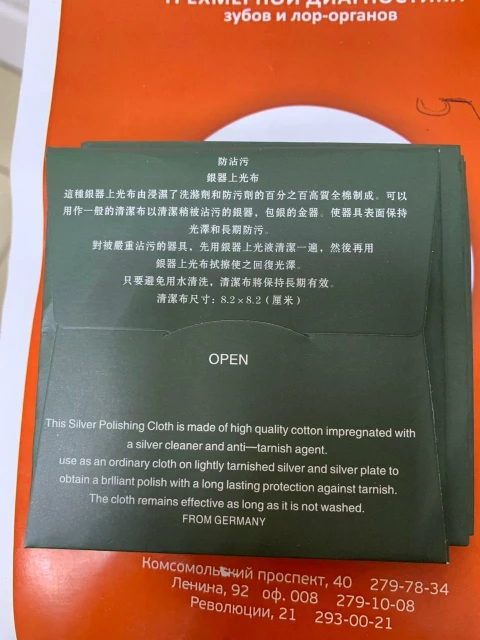 ТРЕХМЕРНОЙ ДИАГНОСТИКИ
зубов и лор-органов
防沾污
銀器上光布
這種銀器上光布由浸濕了洗滌劑和防污劑的百分之百高質全棉制成。可以
用作一般的清潔布以清潔稍被沾污的銀器，包銀的金器。使器具表面保持
光澤和長期防污。
對被嚴重沾污的器具，先用銀器上光液清潔一遍，然後再用
銀器上光布拭擦使之回復光澤。
只要避免用水清洗，清潔布將保持長期有效。
清潔布尺寸：8.2×8.2（厘米）
OPEN
This Silver Polishing Cloth is made of high quality cotton impregnated with
a silver cleaner and anti—tarnish agent.
use as an ordinary cloth on lightly tarnished silver and silver plate to
obtain a brlliant polish with a long lasting protection against tarnish.
The cloth remains effective as long as it is not washed.
FROM GERMANY
Комсомольский проспект, 40 279-78-34
Ленина, 92 оф. 008 279-10-08
Революции, 21 293-00-21